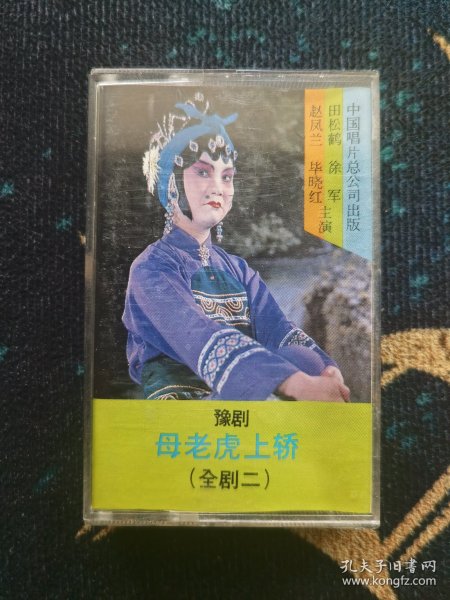 中国唱片总公司出版
田松鹤 徐军
赵凤兰 毕晓红 主演
豫剧
母老虎上轿
(全剧二)
孔夫子旧书网
www.kongfz.com